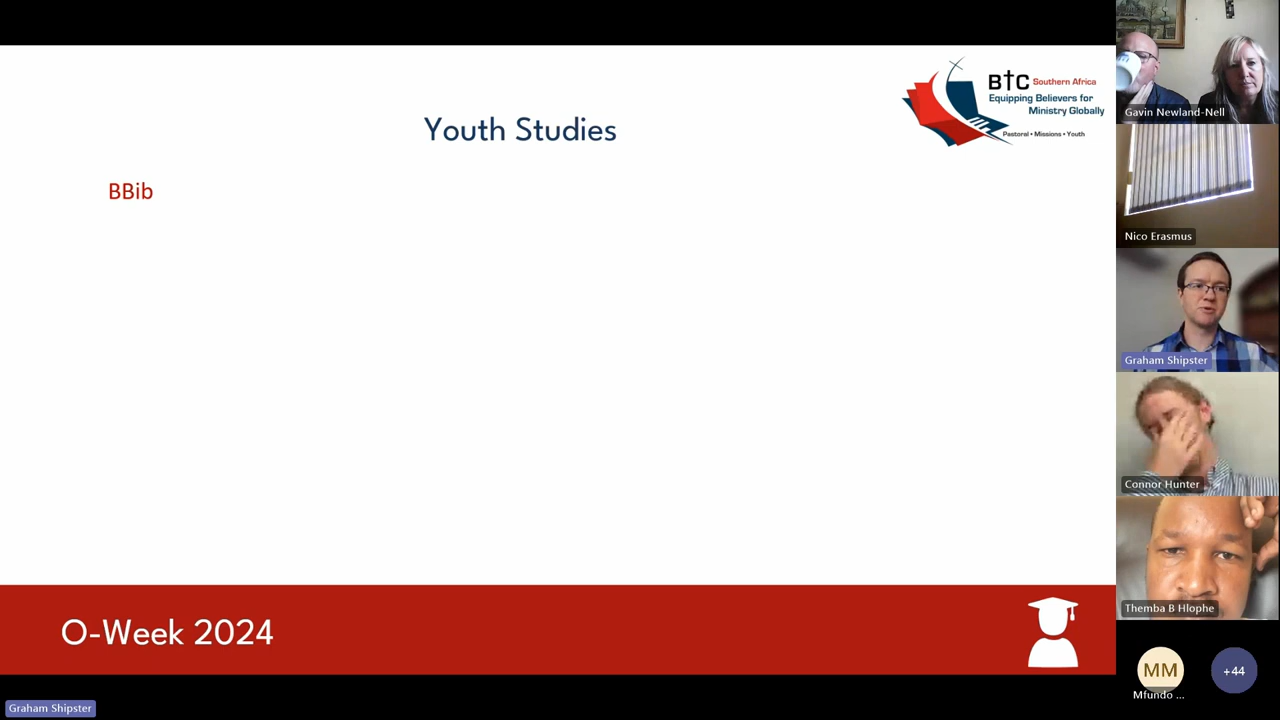 Youth Studies
BBib
BTC Southern Africa
Equipping Believers for
Ministry Globally
Pastoral • Missions • Youth
O-Week 2024
Graham Shipster
Gavin Newland-Nell
Nico Erasmus
Graham Shipster
Connor Hunter
Themba B Hlophe
MM
Mfundo ...
+44